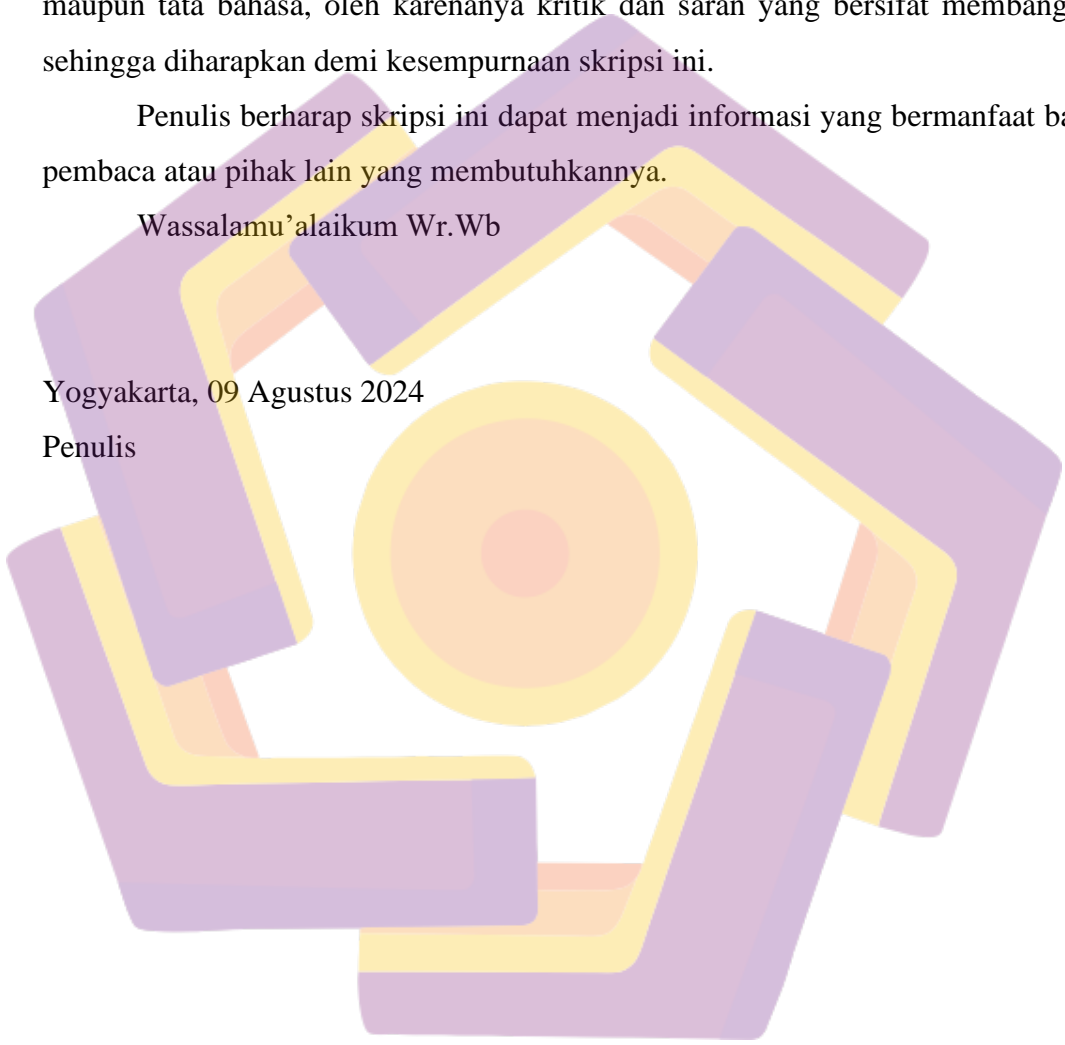 maupun tata bahasa, oleh karenanya kritik dan saran yang bersifat membang
sehingga diharapkan demi kesempurnaan skripsi ini.
Penulis berharap skripsi ini dapat menjadi informasi yang bermanfaat ba
pembaca atau pihak lain yang membutuhkannya.
Wassalamu’alaikum Wr.Wb
Yogyakarta, 09 Agustus 2024
Penulis